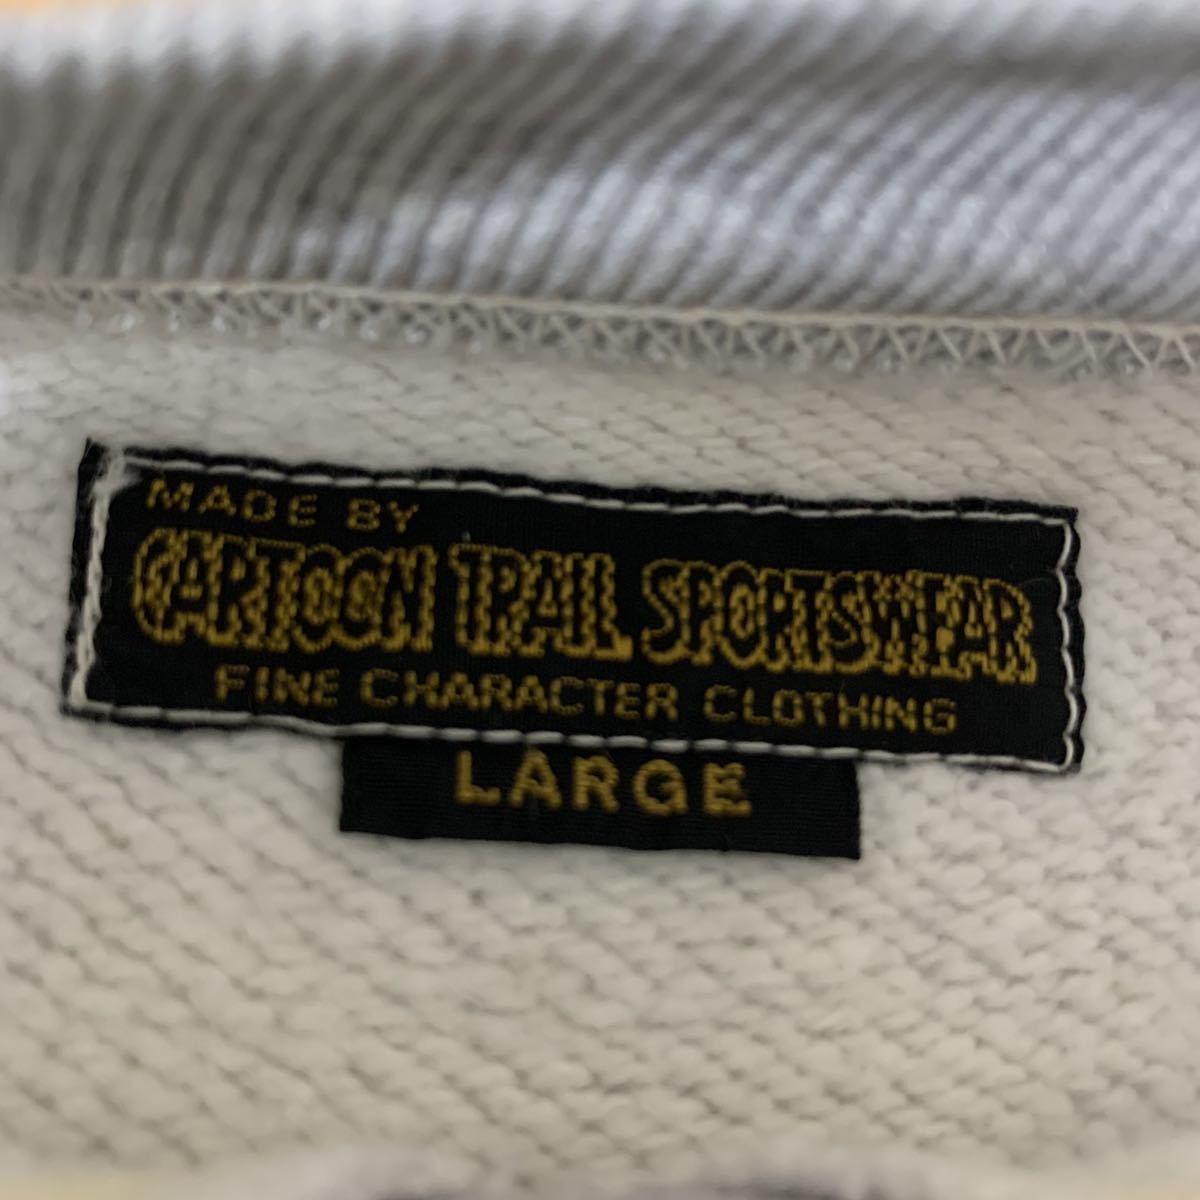 MADE BY
CARTOON TRAIL SPORTSWEAR
FINE CHARACTER CLOTHING
LARGE